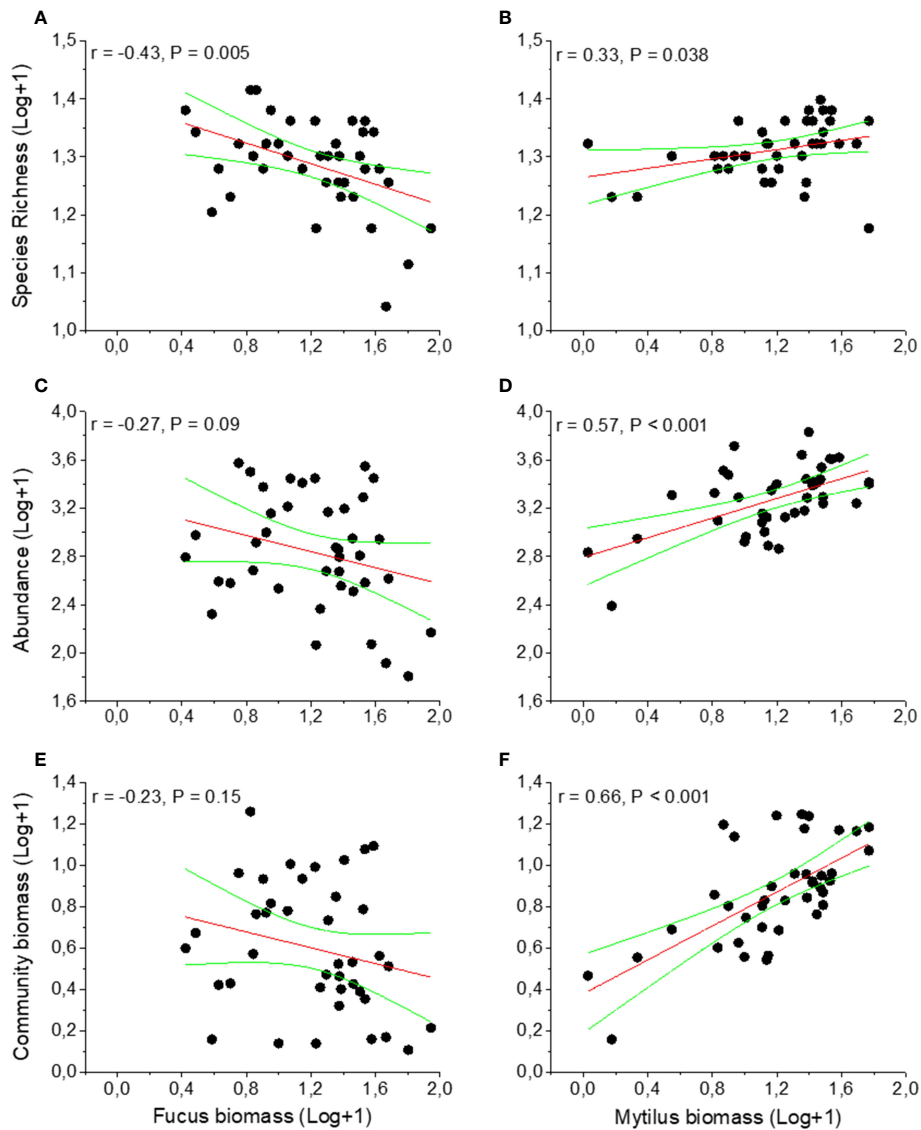 A
r = -0.43, P = 0.005
Species Richness (Log+1)
1,5
1,4
1,3
1,2
1,1
1,0
0,0 0,4 0,8 1,2 1,6 2,0
B
r = 0.33, P = 0.038
1,5
1,4
1,3
1,2
1,1
1,0
0,0 0,4 0,8 1,2 1,6 2,0
C
r = -0.27, P = 0.09
Abundance (Log+1)
4,0
3,6
3,2
2,8
2,4
2,0
1,6
0,0 0,4 0,8 1,2 1,6 2,0
D
r = 0.57, P < 0.001
4,0
3,6
3,2
2,8
2,4
2,0
1,6
0,0 0,4 0,8 1,2 1,6 2,0
E
r = -0.23, P = 0.15
Community biomass (Log+1)
1,4
1,2
1,0
0,8
0,6
0,4
0,2
0,0
0,0 0,4 0,8 1,2 1,6 2,0
Fucus biomass (Log+1)
F
r = 0.66, P < 0.001
1,4
1,2
1,0
0,8
0,6
0,4
0,2
0,0
0,0 0,4 0,8 1,2 1,6 2,0
Mytilus biomass (Log+1)